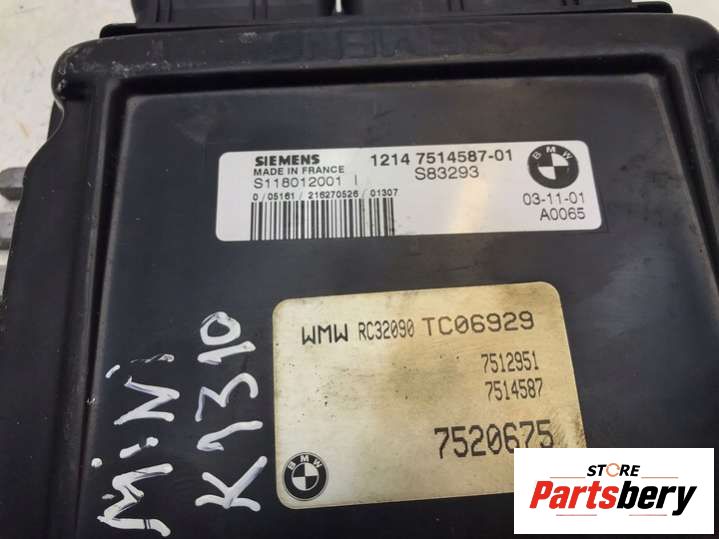 SIEMENS
SIEMENS
MADE IN FRANCE
S118012001 I
0 / 05161 / 216270526 / 01307
1214 7514587-01
S83293
BMW
03-11-01
A0065
WMW RC32090 TC06929
7512951
7514587
7520675
BMW
Mini
K1310
STORE
Partsbery